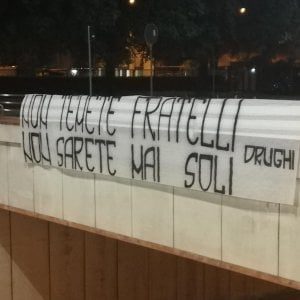 NON TEMETE FRATELLI
NON SARETE MAI SOLI DRUGHI